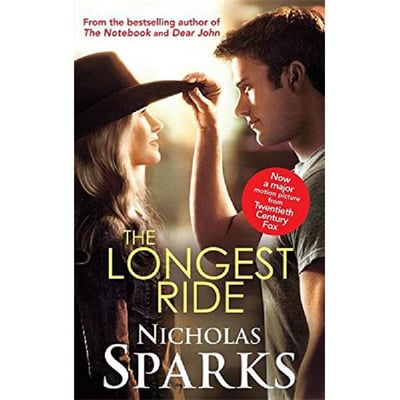 From the bestselling author of
The Notebook and Dear John
Now
a major
motion picture
from
Twentieth
Century
Fox
THE
LONGEST
RIDE
NICHOLAS
SPARKS